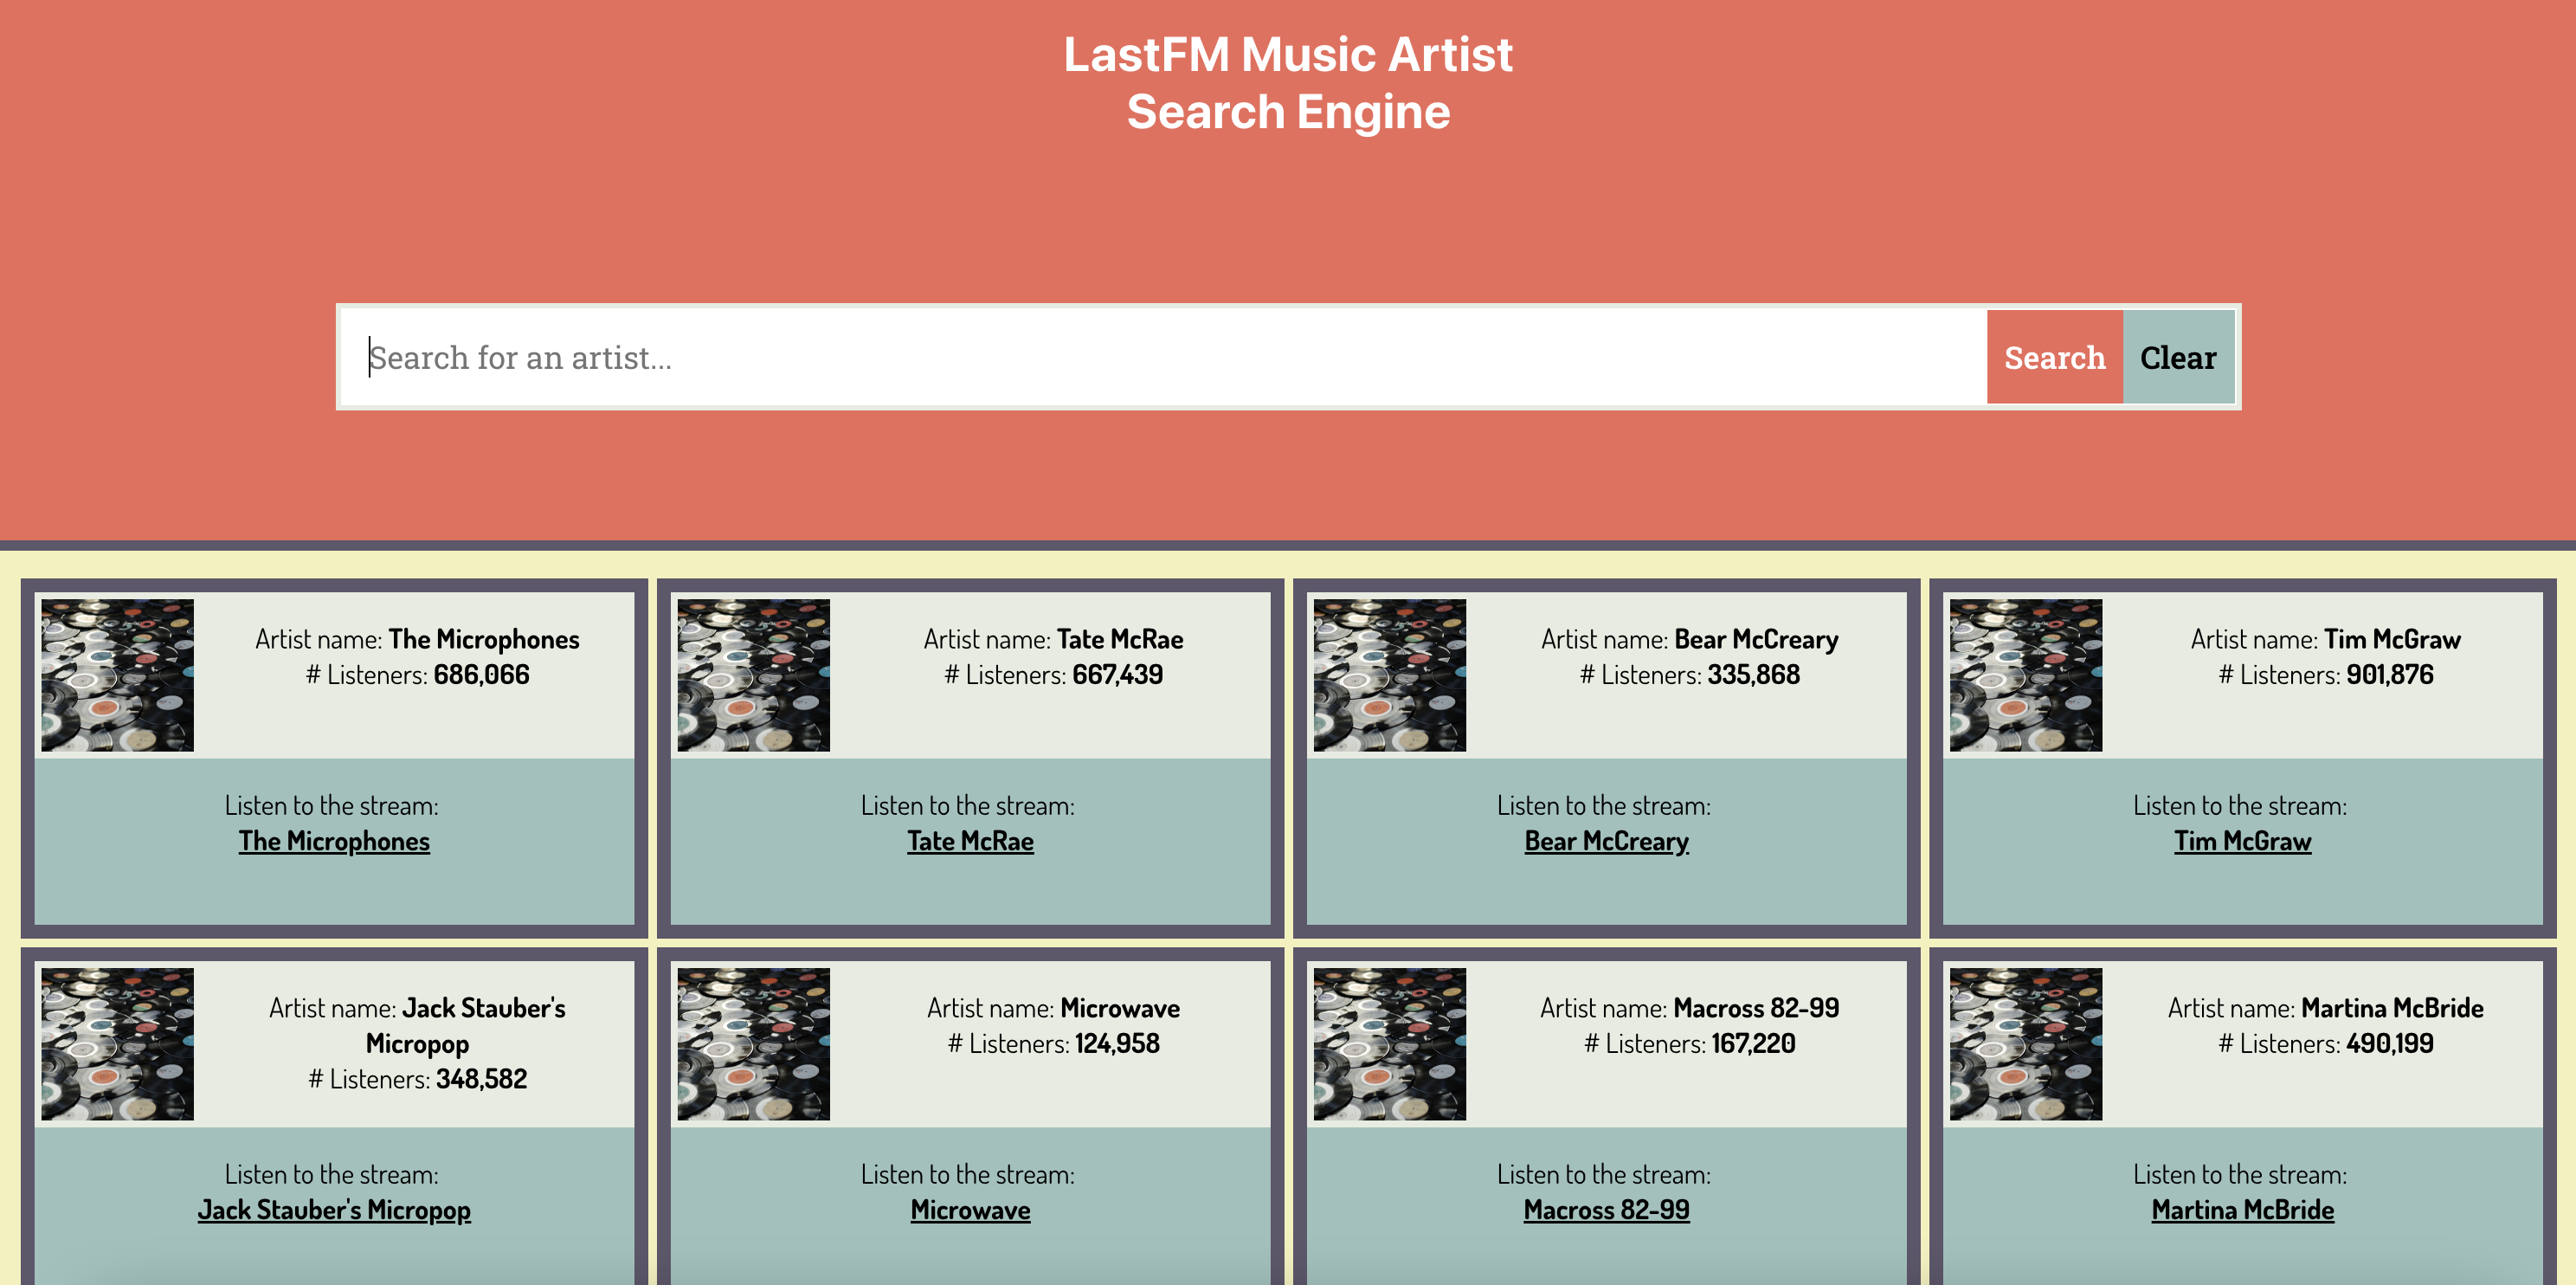 LastFM Music Artist
Search Engine
Search for an artist...
Search
Clear
Artist name: The Microphones
# Listeners: 686,066
Listen to the stream:
The Microphones
Artist name: Tate McRae
# Listeners: 667,439
Listen to the stream:
Tate McRae
Artist name: Bear McCreary
# Listeners: 335,868
Listen to the stream:
Bear McCreary
Artist name: Tim McGraw
# Listeners: 901,876
Listen to the stream:
Tim McGraw
Artist name: Jack Stauber's
Micropop
# Listeners: 348,582
Listen to the stream:
Jack Stauber's Micropop
Artist name: Microwave
# Listeners: 124,958
Listen to the stream:
Microwave
Artist name: Macross 82-99
# Listeners: 167,220
Listen to the stream:
Macross 82-99
Artist name: Martina McBride
# Listeners: 490,199
Listen to the stream:
Martina McBride